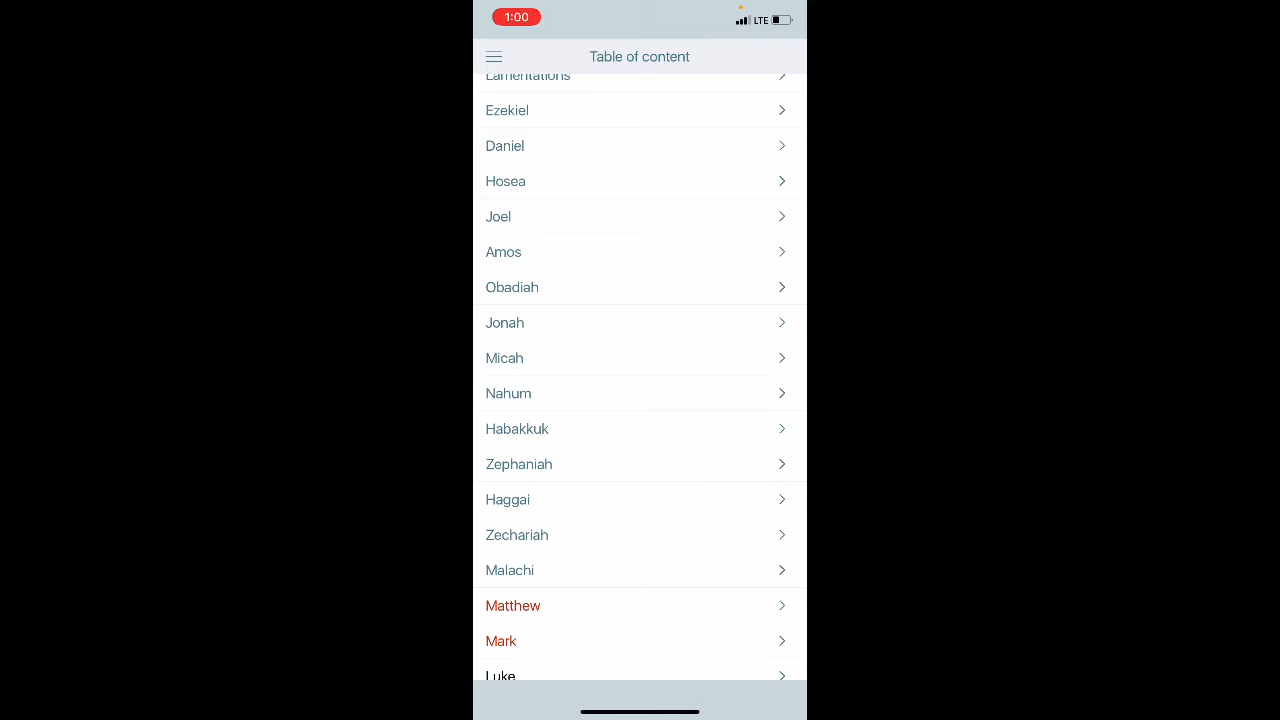 1:00
LTE
Table of content
Lamentations
Ezekiel
Daniel
Hosea
Joel
Amos
Obadiah
Jonah
Micah
Nahum
Habakkuk
Zephaniah
Haggai
Zechariah
Malachi
Matthew
Mark
Luke